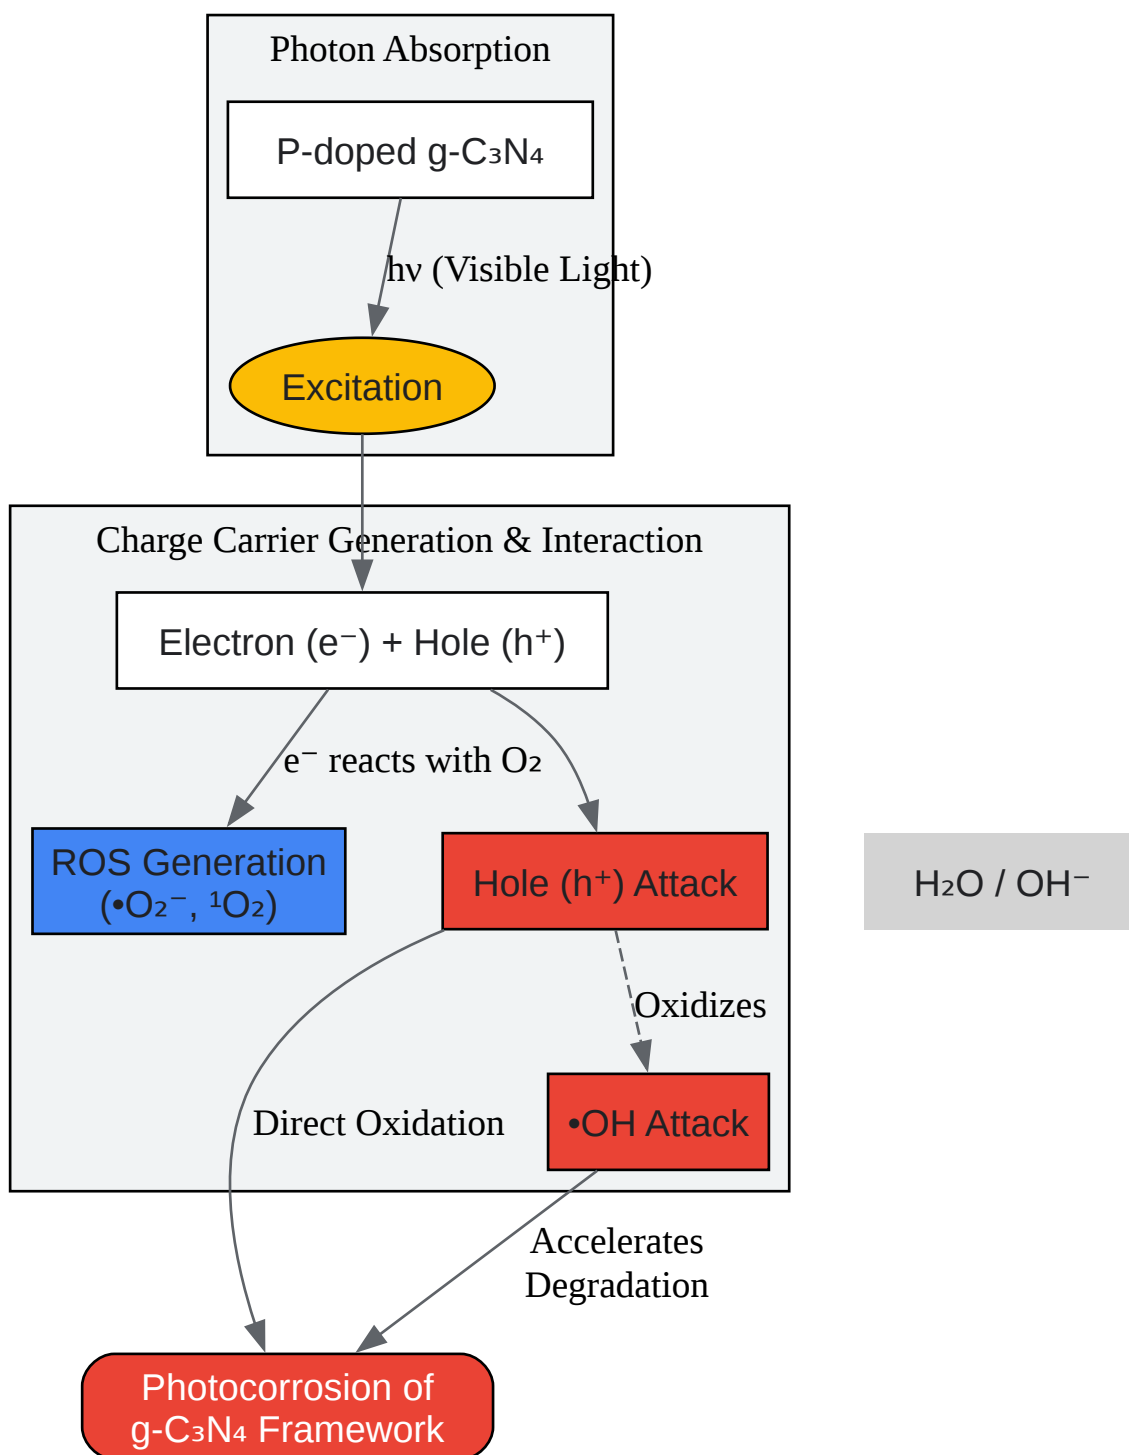 Photon Absorption
P-doped g-C₃N₄
hν (Visible Light)
Excitation
Charge Carrier Generation & Interaction
Electron (e⁻) + Hole (h⁺)
e⁻ reacts with O₂
ROS Generation
(•O₂⁻, ¹O₂)
Hole (h⁺) Attack
H₂O / OH⁻
Oxidizes
Direct Oxidation
•OH Attack
Accelerates
Degradation
Photocorrosion of
g-C₃N₄ Framework